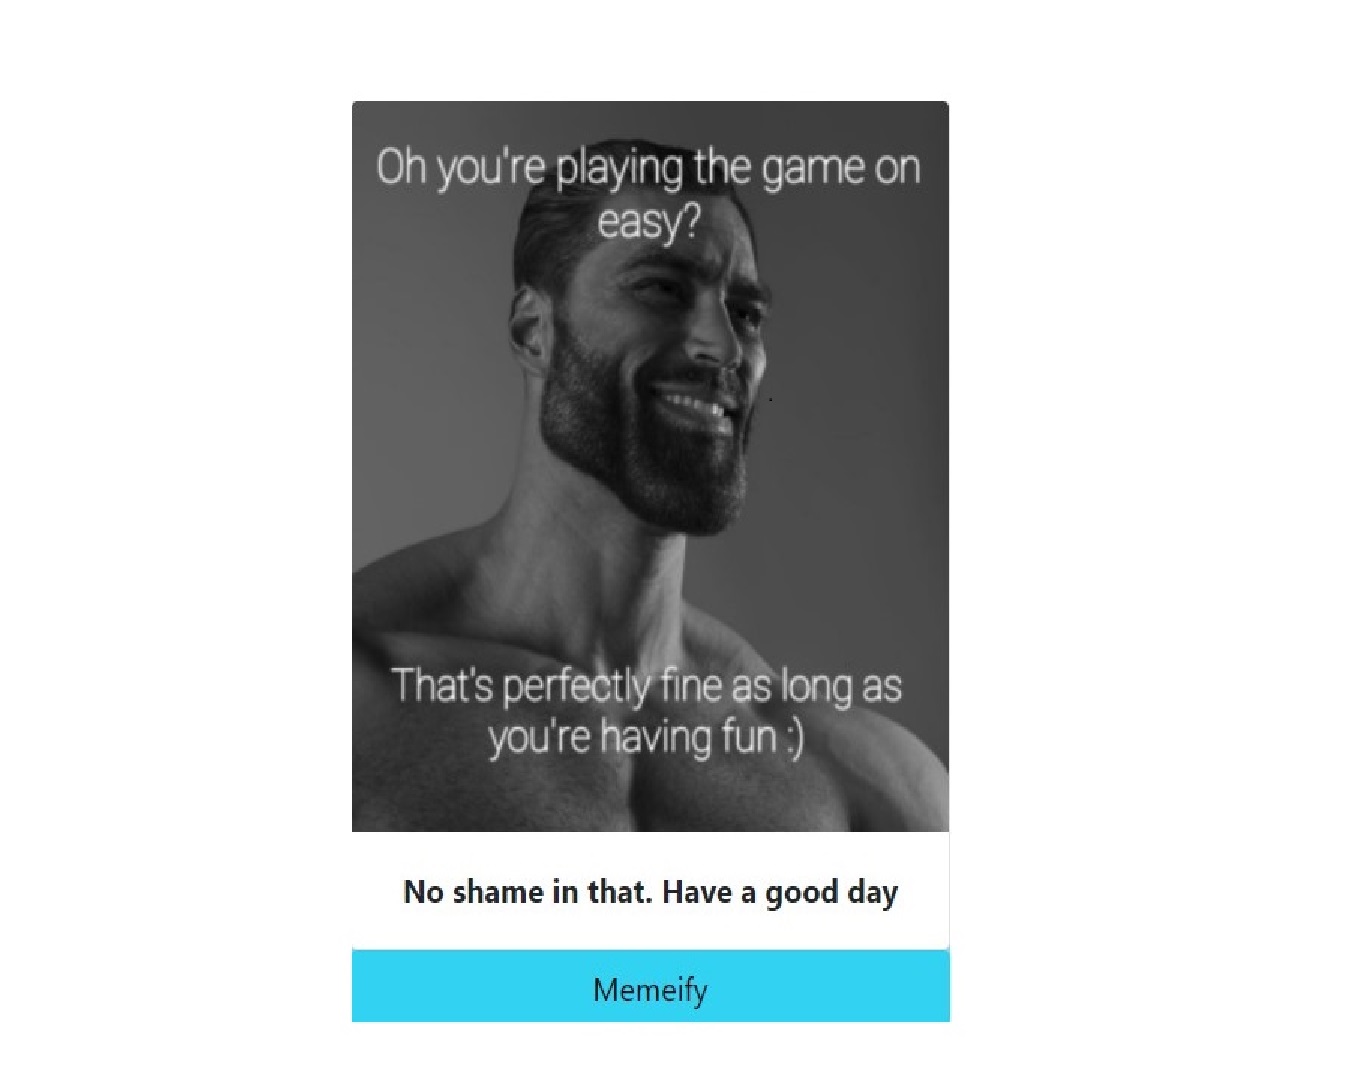 Oh you're playing the game on
easy?
That's perfectly fine as long as
you're having fun :)
No shame in that. Have a good day
Memeify